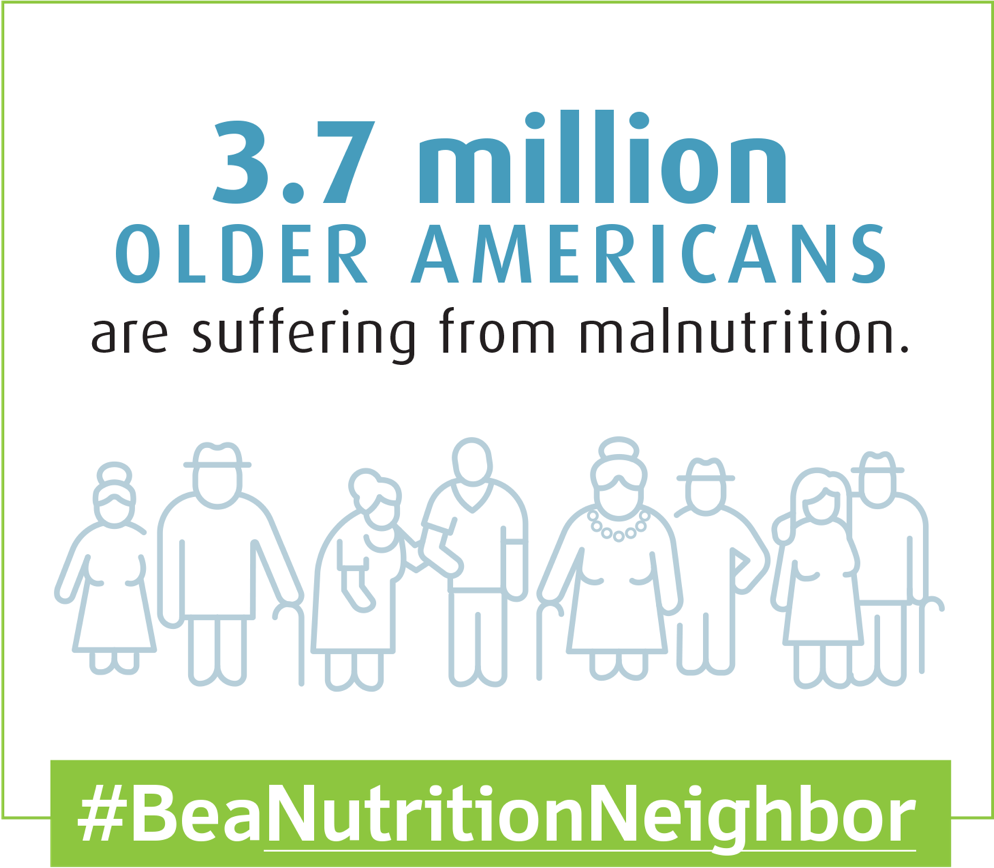 3.7 million
OLDER AMERICANS
are suffering from malnutrition.
#BeaNutritionNeighbor